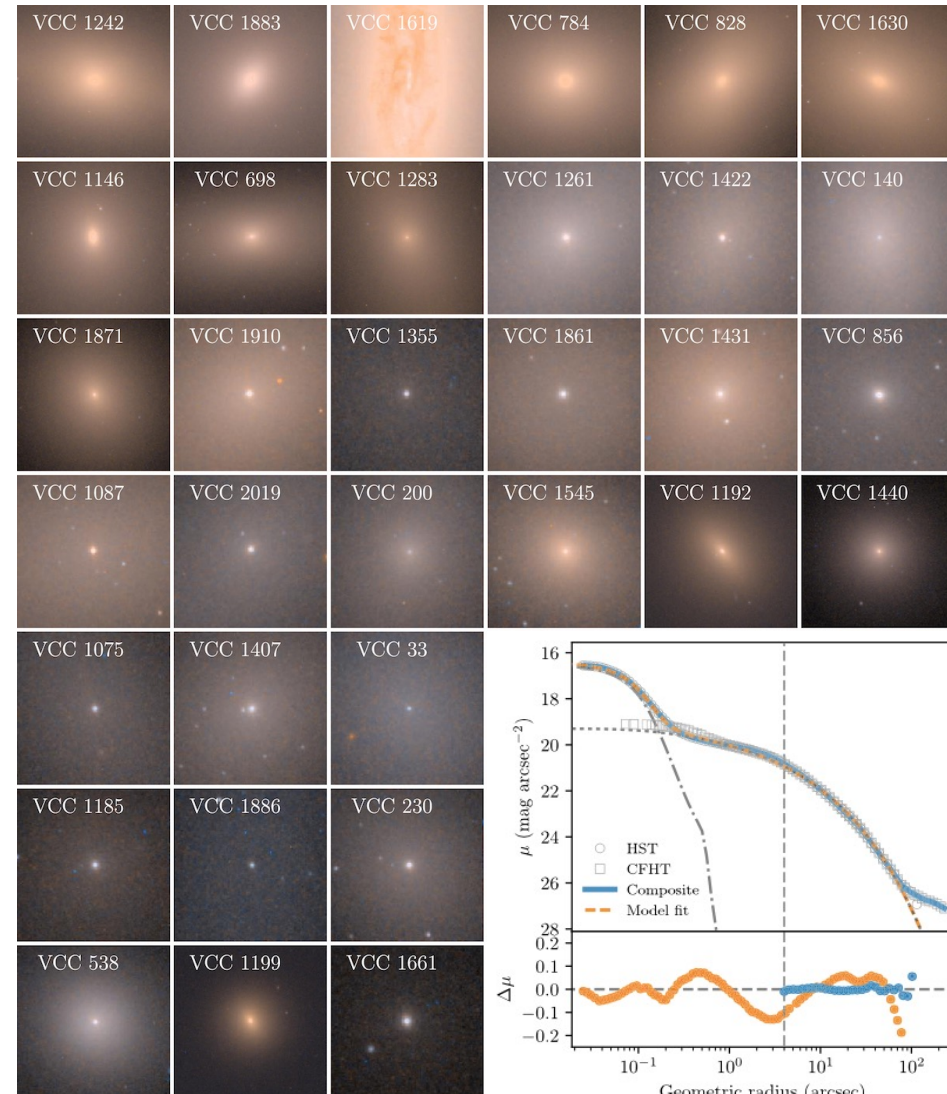 VCC 1242 VCC 1883 VCC 1619 VCC 784 VCC 828 VCC 1630
VCC 1146 VCC 698 VCC 1283 VCC 1261 VCC 1422 VCC 140
VCC 1871 VCC 1910 VCC 1355 VCC 1861 VCC 1431 VCC 856
VCC 1087 VCC 2019 VCC 200 VCC 1545 VCC 1192 VCC 1440
VCC 1075 VCC 1407 VCC 33
VCC 1185 VCC 1886 VCC 230
VCC 538 VCC 1199 VCC 1661
16
18
20
22
24
26
28
μ (mag arcsec⁻²)
HST
CFHT
Composite
Model fit
0.2
0.1
0.0
−0.1
−0.2
Δμ
10⁻¹ 10⁰ 10¹ 10²
Geometric radius (arcsec)